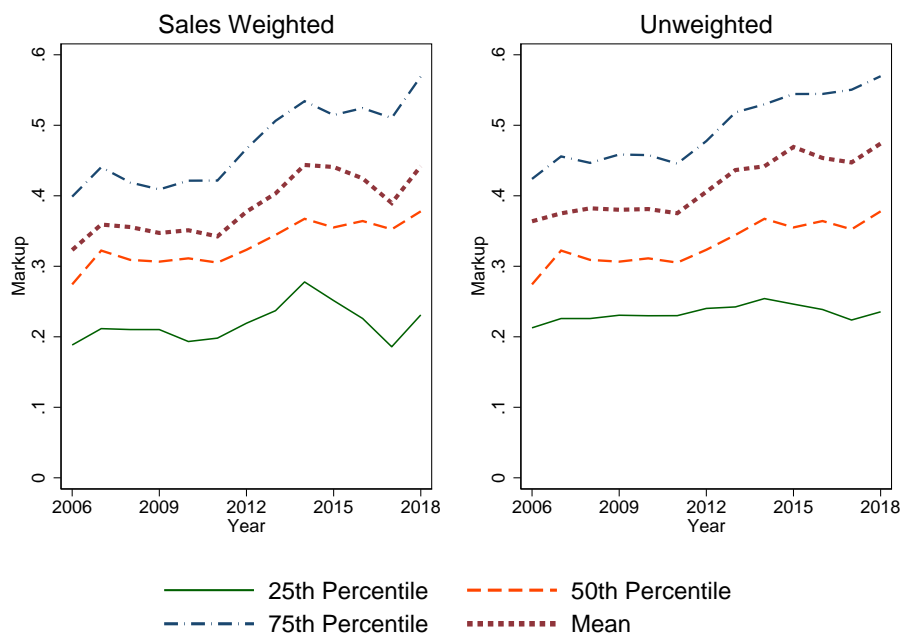 Sales Weighted
Unweighted
Markup
0 .1 .2 .3 .4 .5 .6
2006 2009 2012 2015 2018
Year
Markup
0 .1 .2 .3 .4 .5 .6
2006 2009 2012 2015 2018
Year
25th Percentile
50th Percentile
75th Percentile
Mean